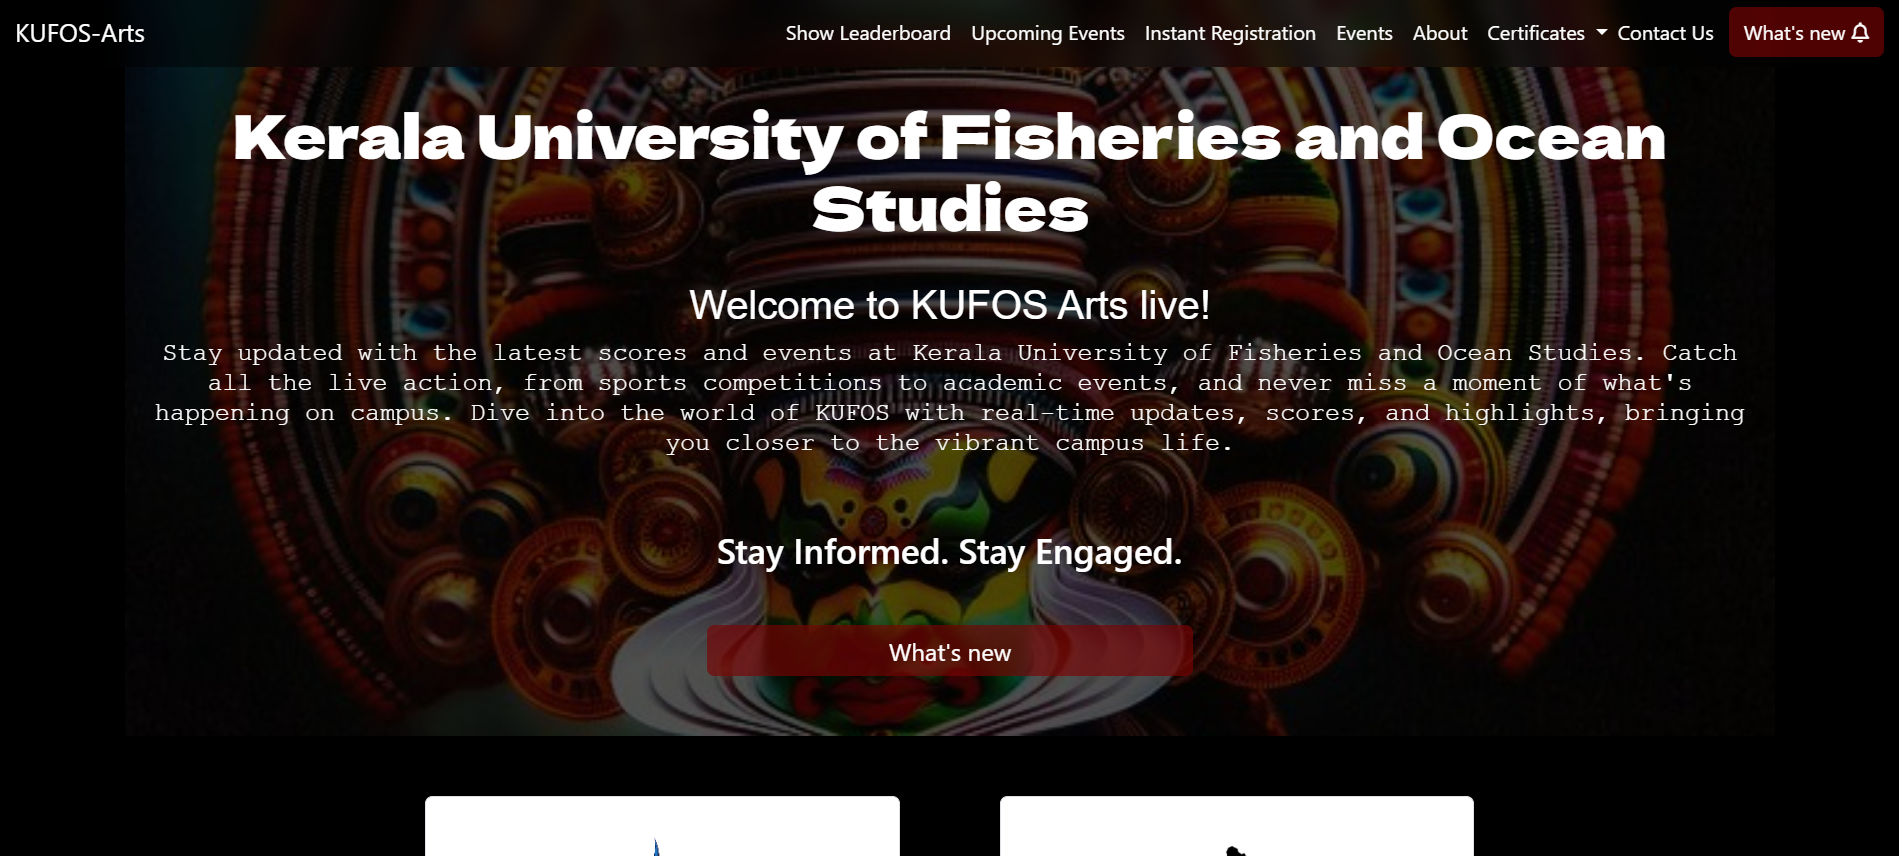 KUFOS-Arts
Show Leaderboard
Upcoming Events
Instant Registration
Events
About
Certificates
Contact Us
What's new
Kerala University of Fisheries and Ocean
Studies
Welcome to KUFOS Arts live!
Stay updated with the latest scores and events at Kerala University of Fisheries and Ocean Studies. Catch
all the live action, from sports competitions to academic events, and never miss a moment of what's
happening on campus. Dive into the world of KUFOS with real-time updates, scores, and highlights, bringing
you closer to the vibrant campus life.
Stay Informed. Stay Engaged.
What's new